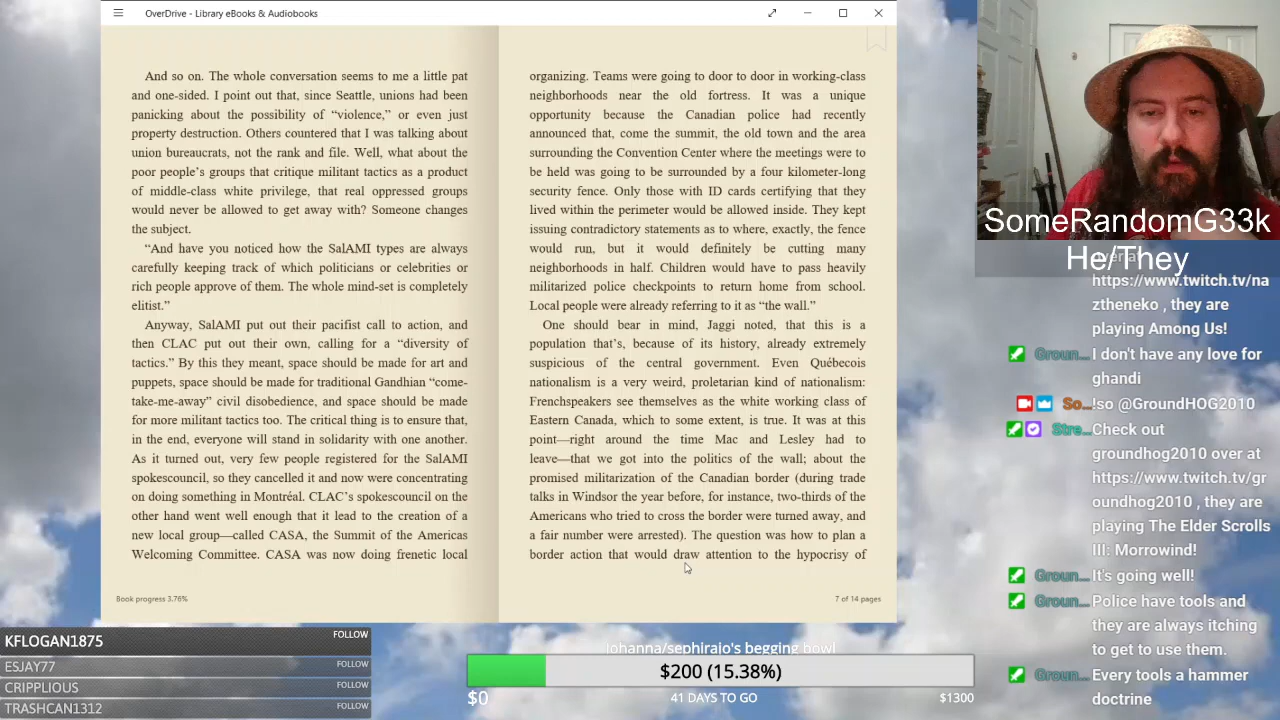 OverDrive - Library eBooks & Audiobooks
And so on. The whole conversation seems to me a little pat
and one-sided. I point out that, since Seattle, unions had been
panicking about the possibility of “violence,” or even just
property destruction. Others countered that I was talking about
union bureaucrats, not the rank and file. Well, what about the
poor people’s groups that critique militant tactics as a product
of middle-class white privilege, that real oppressed groups
would never be allowed to get away with? Someone changes
the subject.
“And have you noticed how the SalAMI types are always
carefully keeping track of which politicians or celebrities or
rich people approve of them. The whole mind-set is completely
elitist.”
Anyway, SalAMI put out their pacifist call to action, and
then CLAC put out their own, calling for a “diversity of
tactics.” By this they meant, space should be made for art and
puppets, space should be made for traditional Gandhian “come-
take-me-away” civil disobedience, and space should be made
for more militant tactics too. The critical thing is to ensure that,
in the end, everyone will stand in solidarity with one another.
As it turned out, very few people registered for the SalAMI
spokescouncil, so they cancelled it and now were concentrating
on doing something in Montréal. CLAC’s spokescouncil on the
other hand went well enough that it lead to the creation of a
new local group—called CASA, the Summit of the Americas
Welcoming Committee. CASA was now doing frenetic local
Book progress 3.76%
organizing. Teams were going to door to door in working-class
neighborhoods near the old fortress. It was a unique
opportunity because the Canadian police had recently
announced that, come the summit, the old town and the area
surrounding the Convention Center where the meetings were to
be held was going to be surrounded by a four kilometer-long
security fence. Only those with ID cards certifying that they
lived within the perimeter would be allowed inside. They kept
issuing contradictory statements as to where, exactly, the fence
would run, but it would definitely be cutting many
neighborhoods in half. Children would have to pass heavily
militarized police checkpoints to return home from school.
Local people were already referring to it as “the wall.”
One should bear in mind, Jaggi noted, that this is a
population that’s, because of its history, already extremely
suspicious of the central government. Even Québecois
nationalism is a very weird, proletarian kind of nationalism:
Frenchspeakers see themselves as the white working class of
Eastern Canada, which to some extent, is true. It was at this
point—right around the time Mac and Lesley had to
leave—that we got into the politics of the wall; about the
promised militarization of the Canadian border (during trade
talks in Windsor the year before, for instance, two-thirds of the
Americans who tried to cross the border were turned away, and
a fair number were arrested). The question was how to plan a
border action that would draw attention to the hypocrisy of
7 of 14 pages
SomeRandomG33k
He/They
https://www.twitch.tv/na
ztheneko , they are
playing Among Us!
Groun... I don't have any love for
ghandi
So... !so @GroundHOG2010
Stre... Check out
groundhog2010 over at
https://www.twitch.tv/gr
oundhog2010 , they are
playing The Elder Scrolls
III: Morrowind!
Groun... It's going well!
Groun... Police have tools and
they are always itching
to get to use them.
Groun... Every tools a hammer
doctrine
KFLOGAN1875 FOLLOW
ESJAY77 FOLLOW
CRIPPLIOUS FOLLOW
TRASHCAN1312 FOLLOW
Johanna/sephirajo's begging bowl
$200 (15.38%)
$0 41 DAYS TO GO $1300